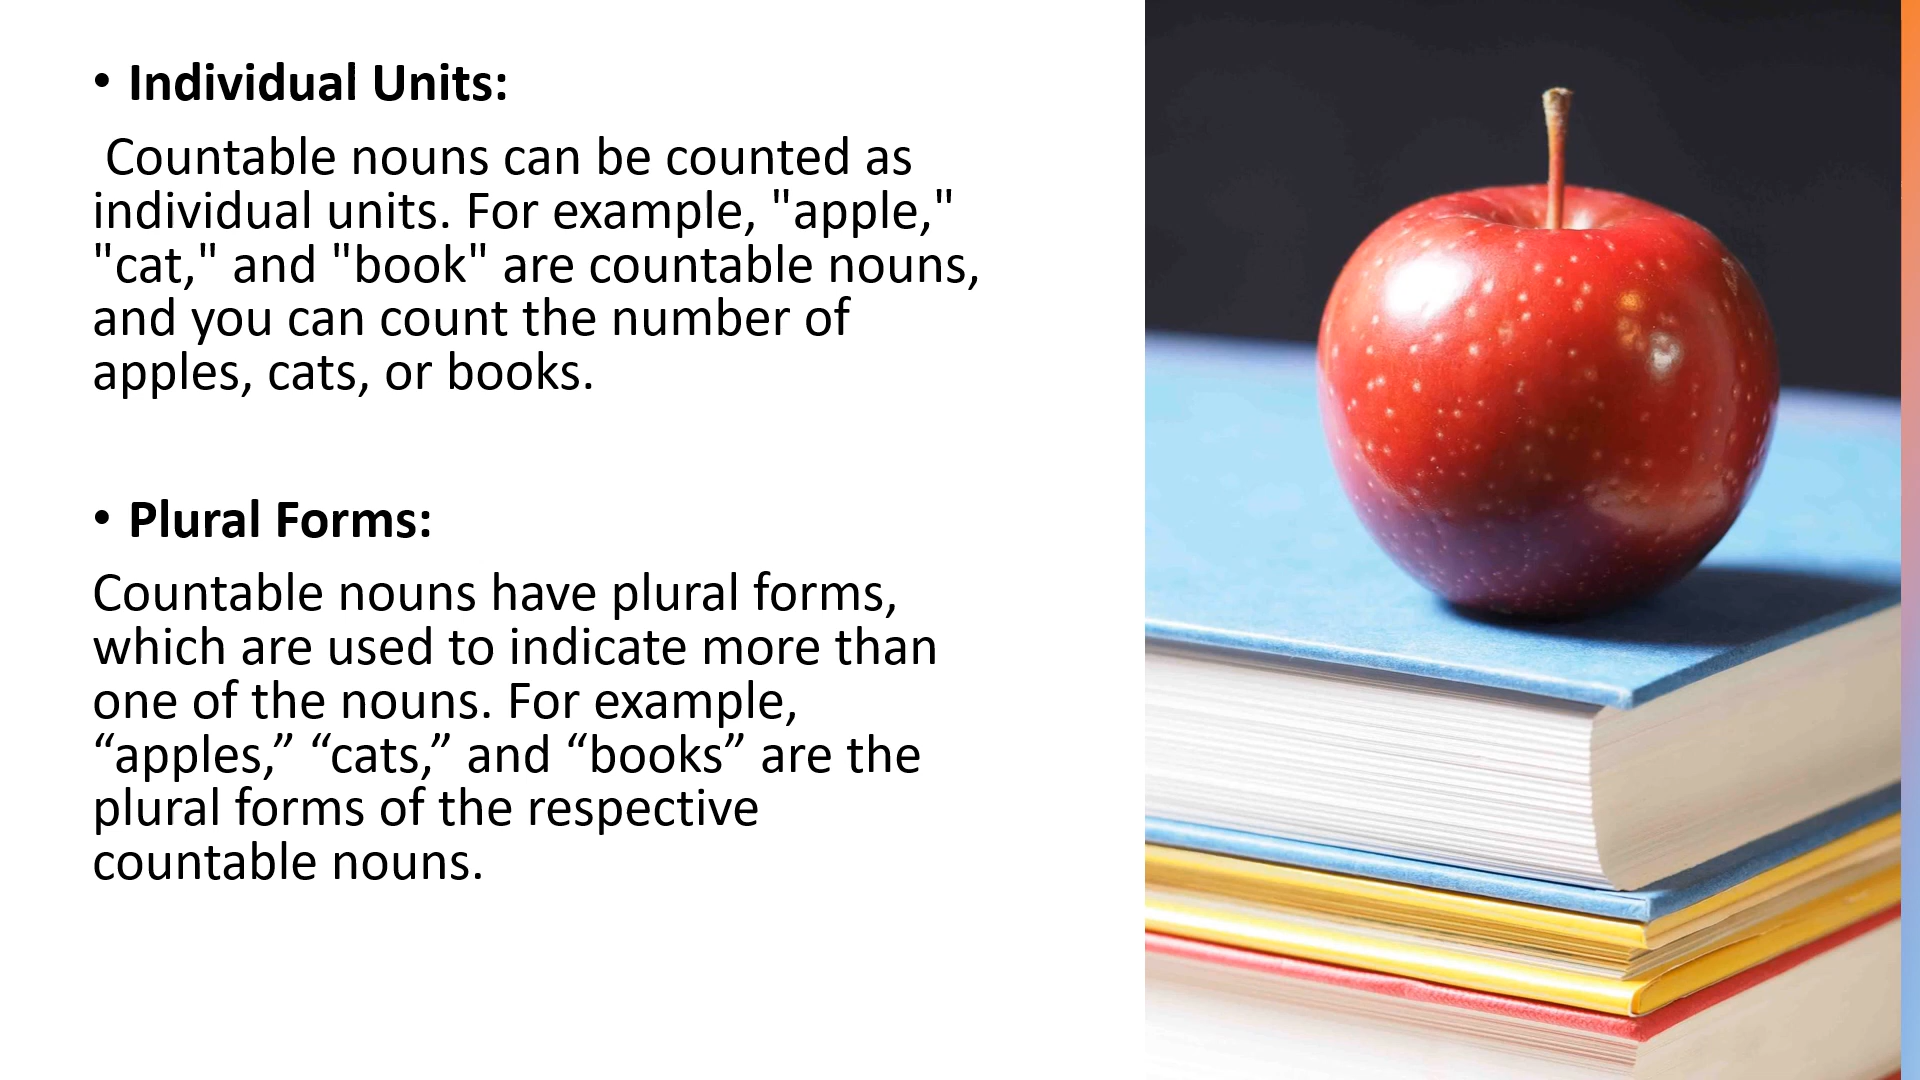 • Individual Units:
Countable nouns can be counted as
individual units. For example, "apple,"
"cat," and "book" are countable nouns,
and you can count the number of
apples, cats, or books.
• Plural Forms:
Countable nouns have plural forms,
which are used to indicate more than
one of the nouns. For example,
“apples,” “cats,” and “books” are the
plural forms of the respective
countable nouns.